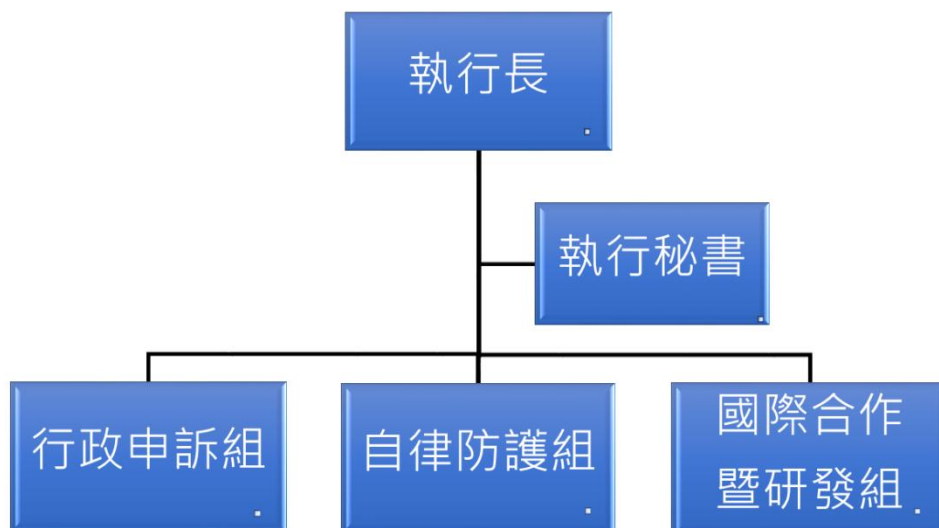 執行長
執行秘書
行政申訴組
自律防護組
國際合作
暨研發組